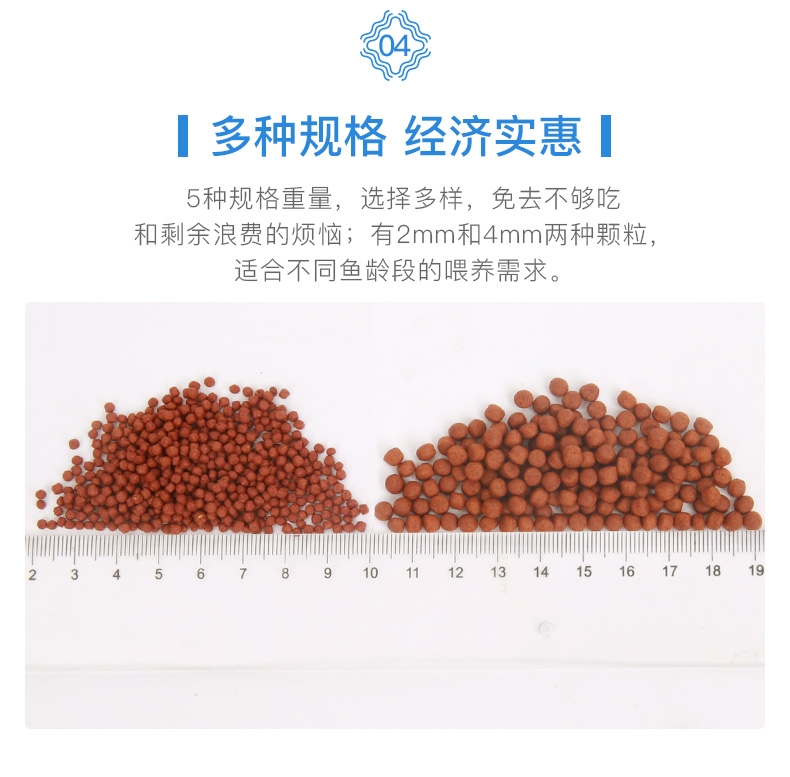 04
多种规格 经济实惠
5种规格重量，选择多样，免去不够吃
和剩余浪费的烦恼；有2mm和4mm两种颗粒，
适合不同鱼龄段的喂养需求。
2 3 4 5 6 7 8 9 10 11 12 13 14 15 16 17 18 19